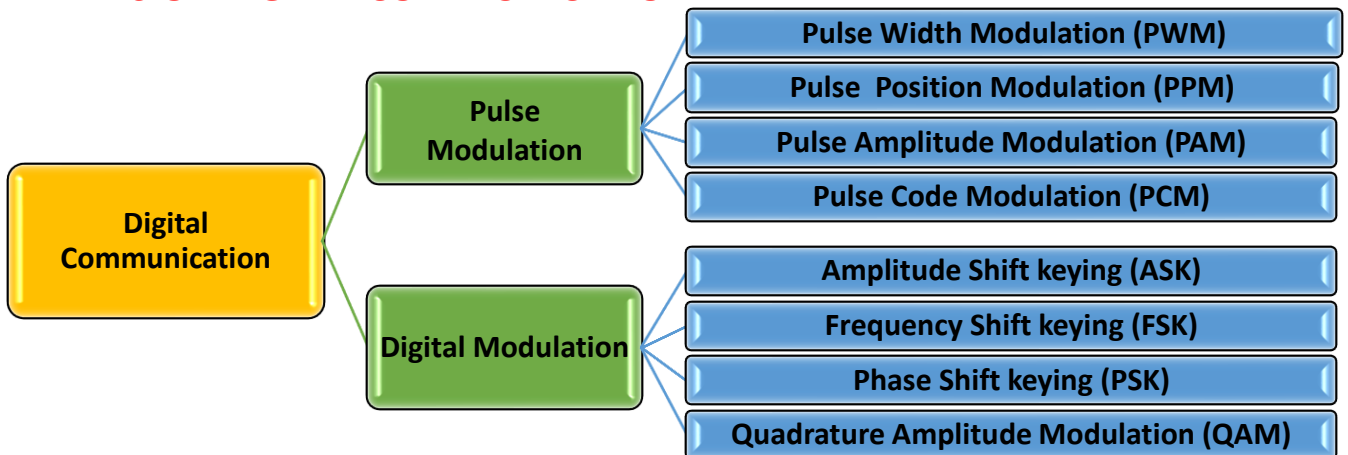 Pulse Width Modulation (PWM)
Pulse Position Modulation (PPM)
Pulse
Modulation
Pulse Amplitude Modulation (PAM)
Pulse Code Modulation (PCM)
Digital
Communication
Amplitude Shift keying (ASK)
Frequency Shift keying (FSK)
Digital Modulation
Phase Shift keying (PSK)
Quadrature Amplitude Modulation (QAM)